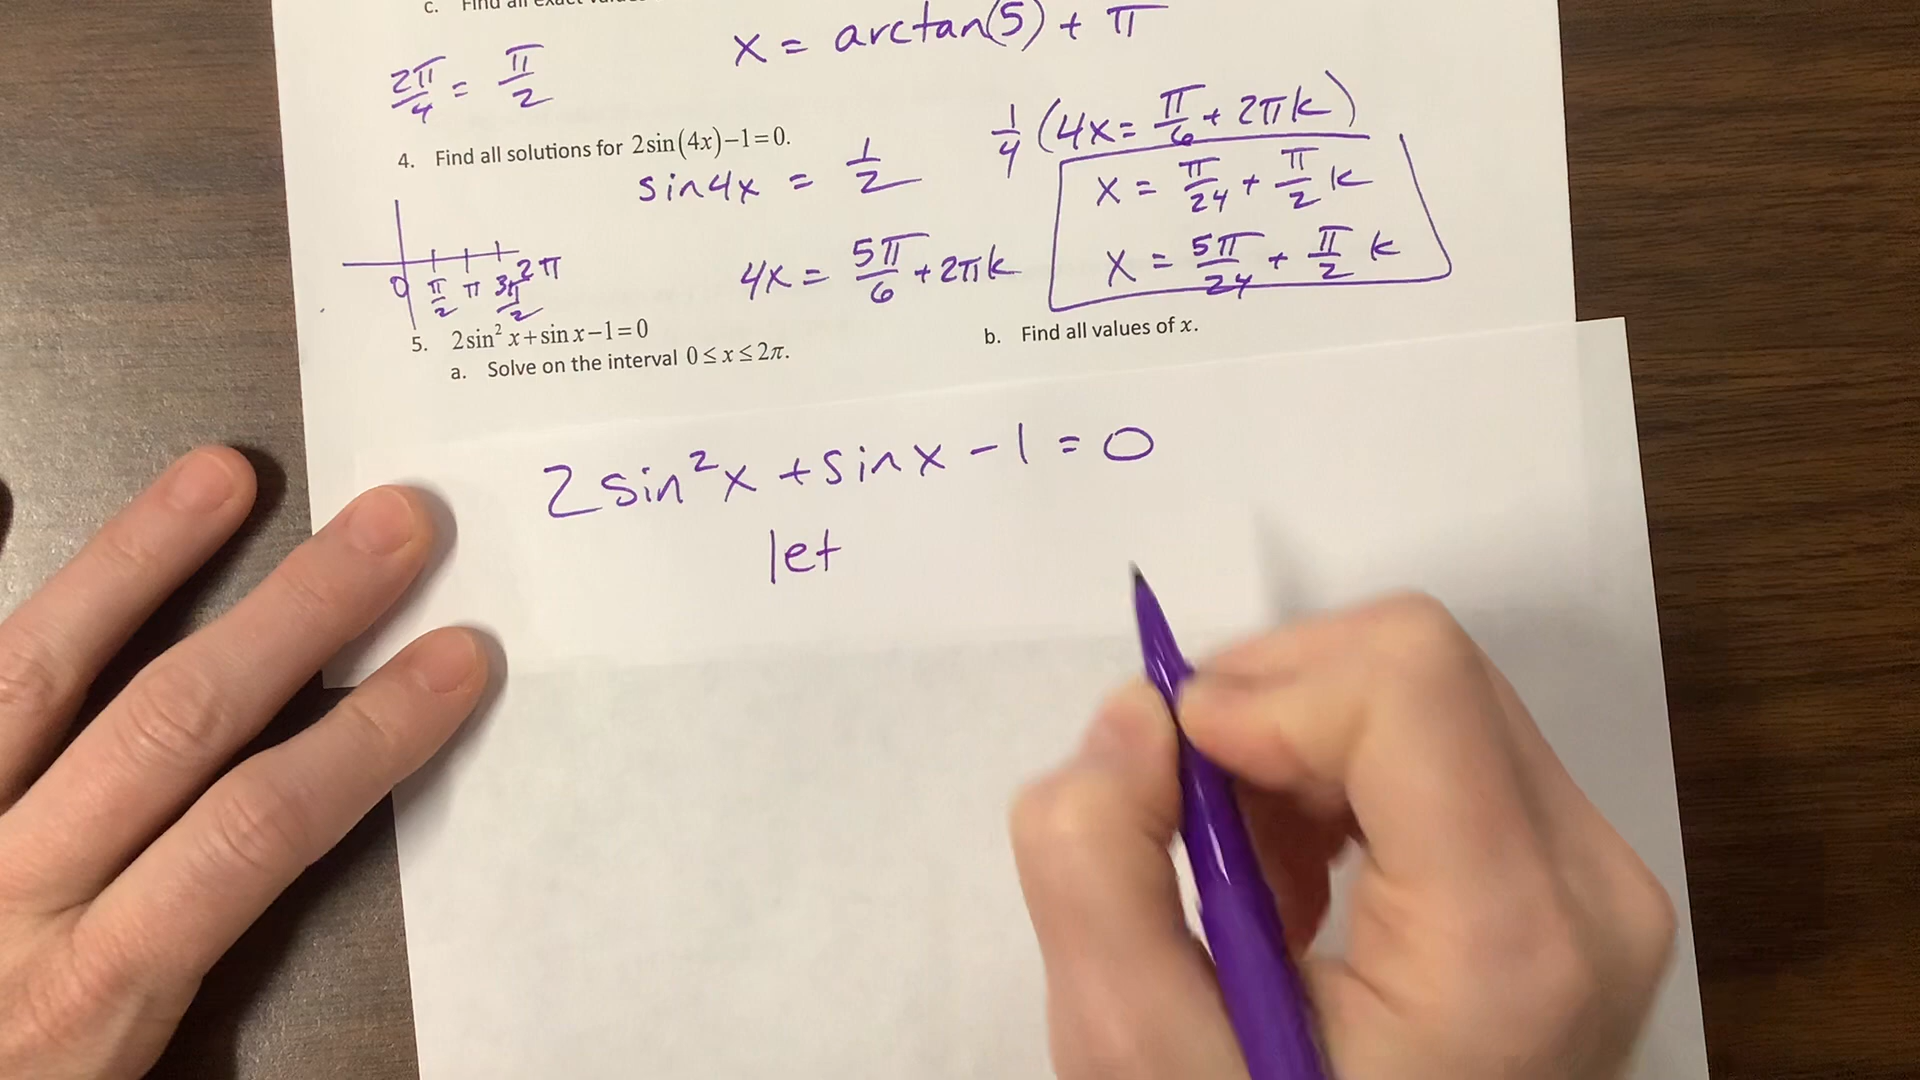 c. Find all exact
x = arctan(5) + π
2π/4 = π/2
4. Find all solutions for 2sin(4x)−1=0.
sin4x = 1/2
1/4 (4x = π/6 + 2πk)
x = π/24 + π/2 k
4x = 5π/6 + 2πk
x = 5π/24 + π/2 k
0 π/2 π 3π/2 2π
5. 2sin² x+sin x−1=0
a. Solve on the interval 0≤x≤2π.
b. Find all values of x.
2sin²x + sinx − 1 = 0
let